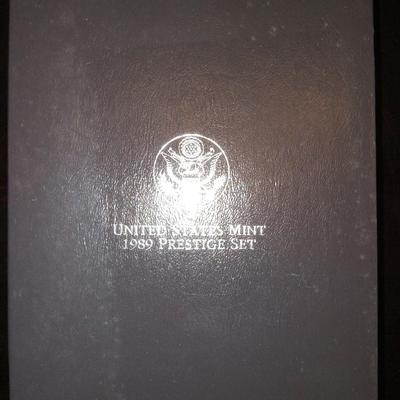 UNITED STATES MINT
1989 PRESTIGE SET